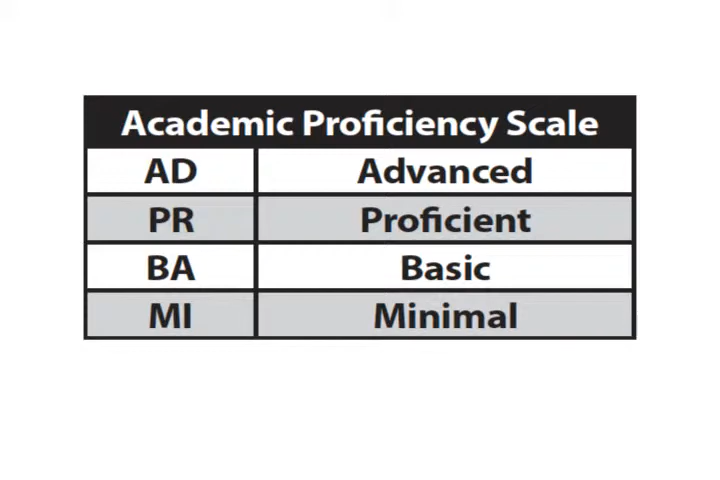 Academic Proficiency Scale
AD Advanced
PR Proficient
BA Basic
MI Minimal